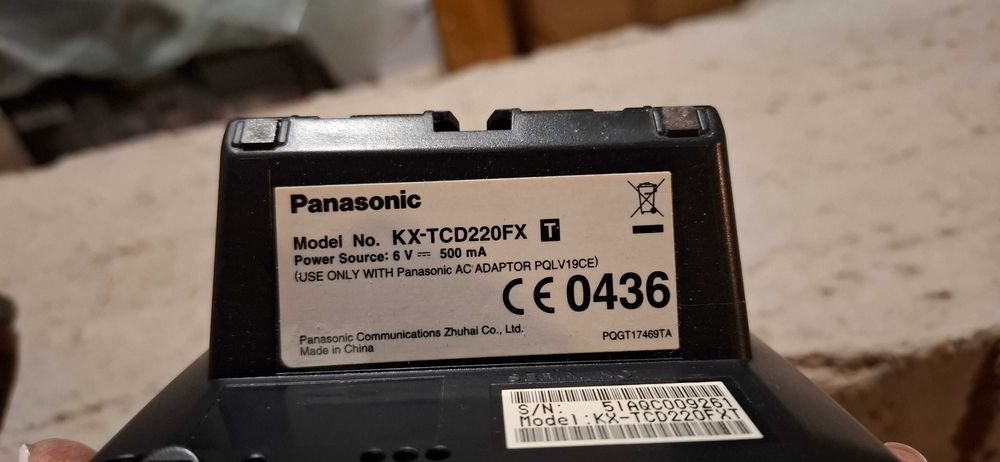 Panasonic
Model No. KX-TCD220FX T
Power Source: 6 V ⎓ 500 mA
(USE ONLY WITH Panasonic AC ADAPTOR PQLV19CE)
CE 0436
Panasonic Communications Zhuhai Co., Ltd.
Made in China
PQGT17469TA
S/N: 5IAQC009261
Model:KX-TCD220FXT